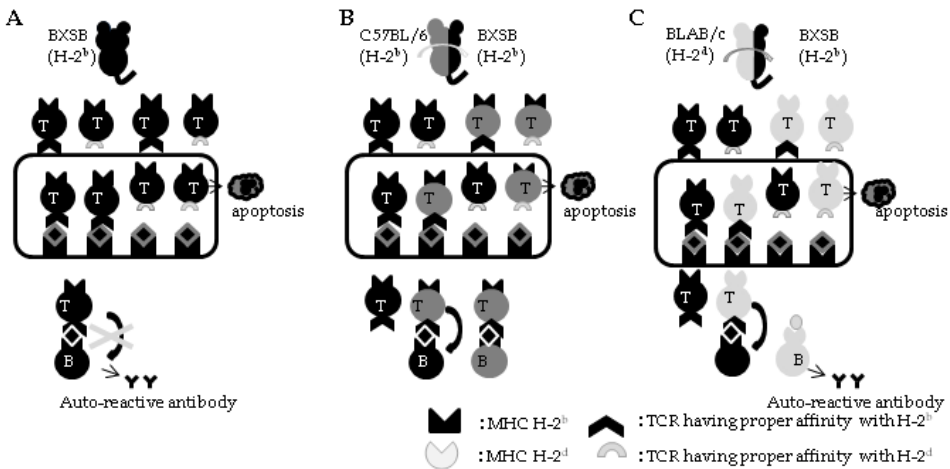 A
BXSB
(H-2b)
T T T T
T T T T
apoptosis
T
B
Auto-reactive antibody
B
C57BL/6
(H-2b)
BXSB
(H-2b)
T T T T
T T T T
apoptosis
T T T
B B
C
BLAB/c
(H-2d)
BXSB
(H-2b)
T T T T
T T T T
apoptosis
T T
B
Auto-reactive antibody
: MHC H-2b
: TCR having proper affinity with H-2b
: MHC H-2d
: TCR having proper affinity with H-2d